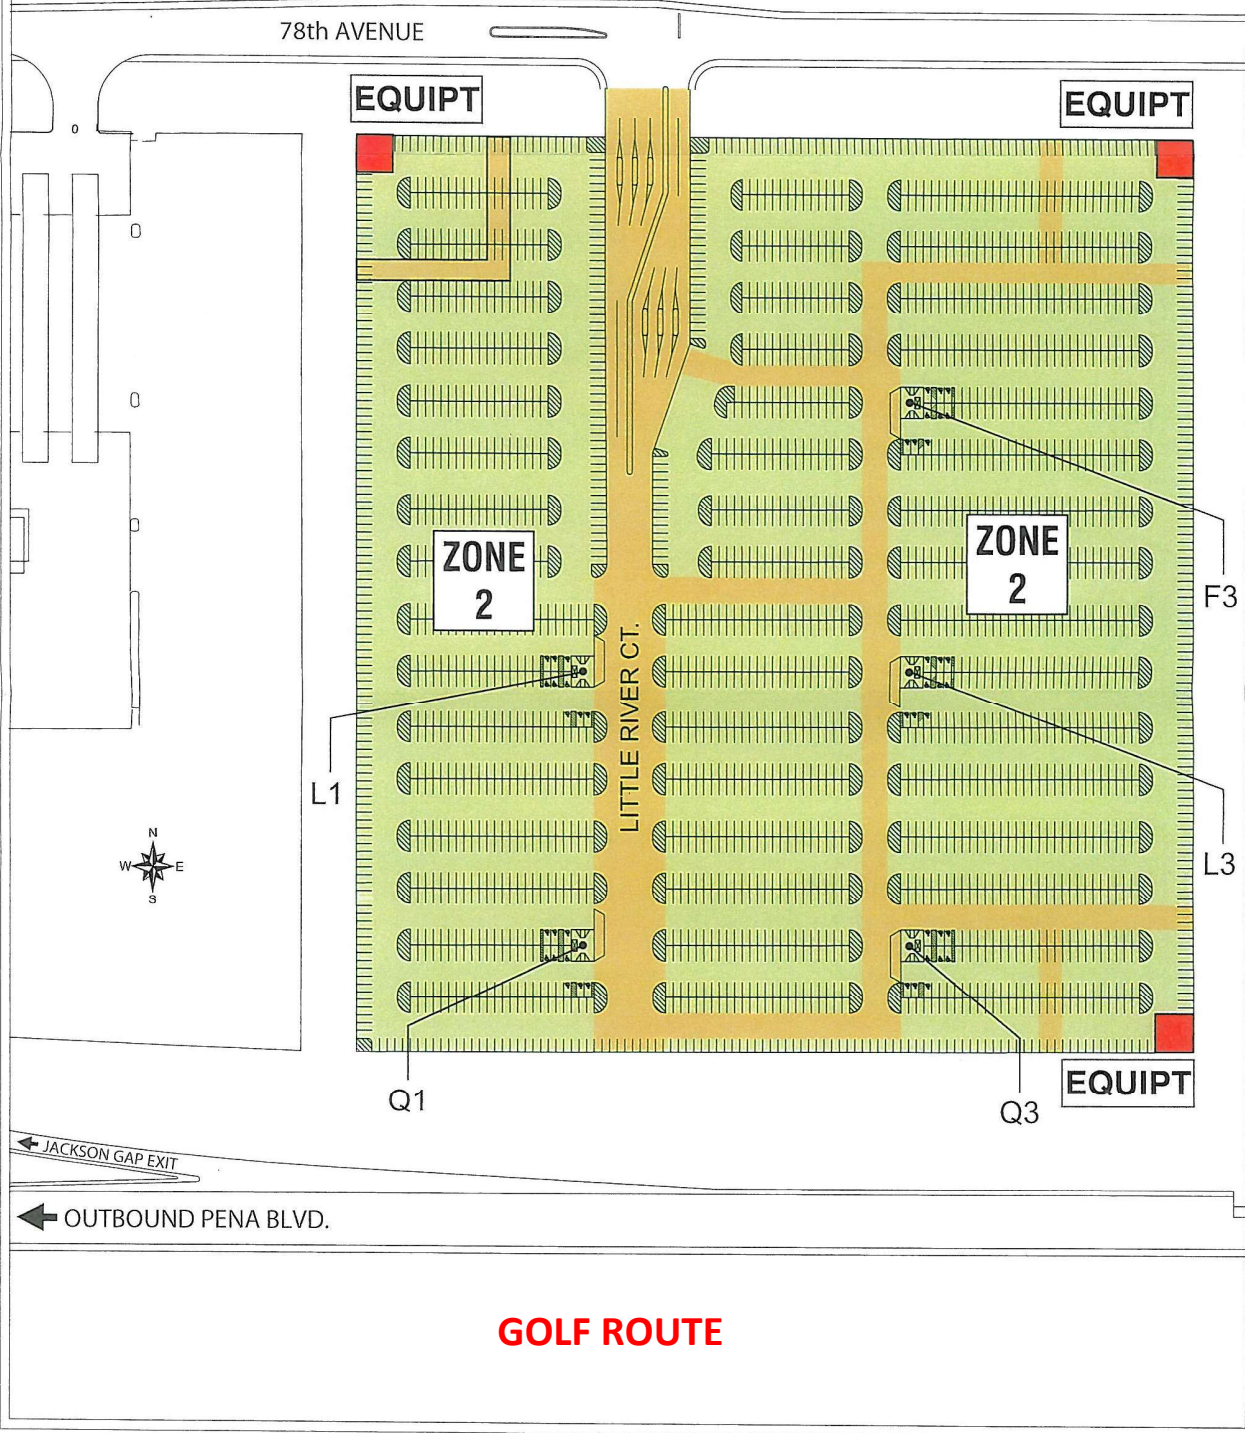 78th AVENUE
EQUIPT
EQUIPT
ZONE
2
ZONE
2
F3
LITTLE RIVER CT.
L1
N
W
E
S
L3
Q1
EQUIPT
Q3
JACKSON GAP EXIT
OUTBOUND PENA BLVD.
GOLF ROUTE